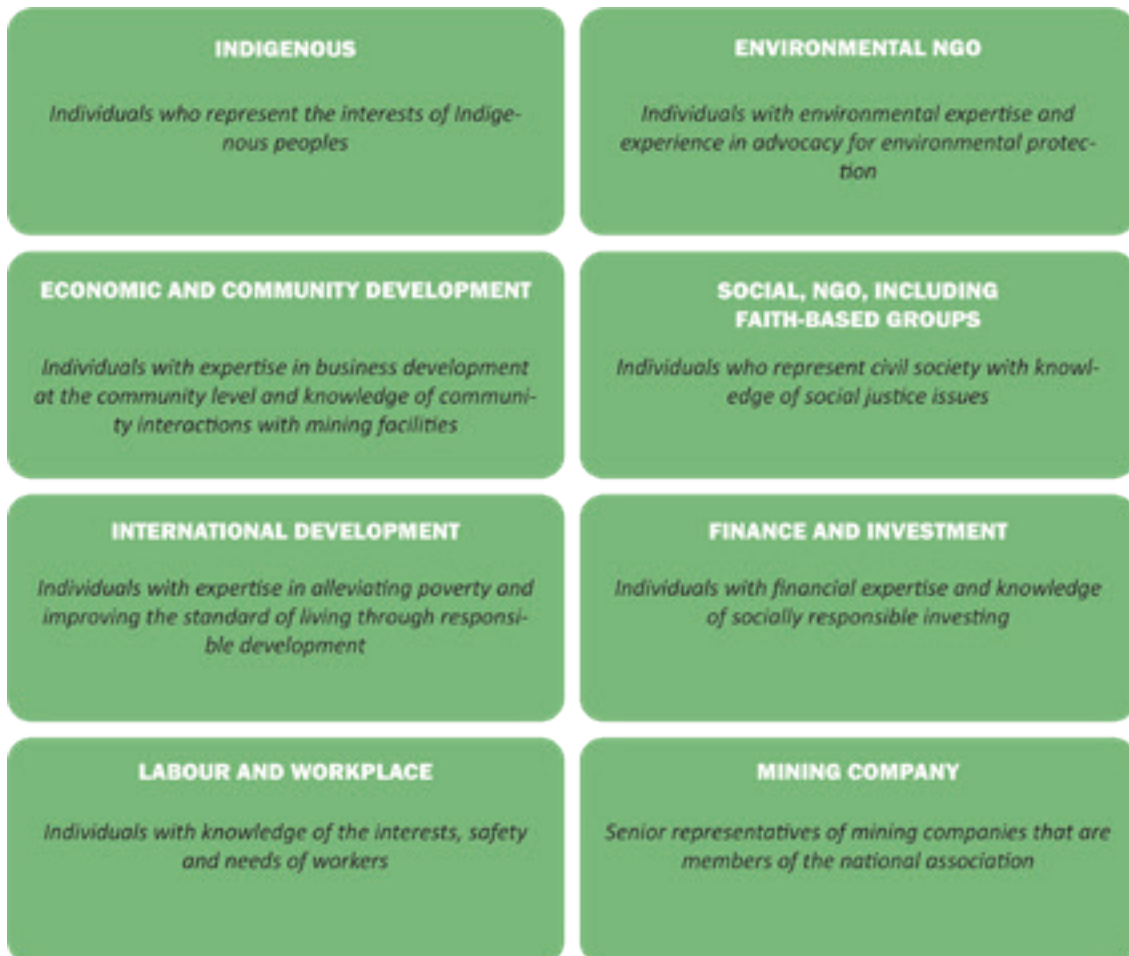 INDIGENOUS
Individuals who represent the interests of Indige-
nous peoples
ENVIRONMENTAL NGO
Individuals with environmental expertise and
experience in advocacy for environmental protec-
tion
ECONOMIC AND COMMUNITY DEVELOPMENT
Individuals with expertise in business development
at the community level and knowledge of communi-
ty interactions with mining facilities
SOCIAL, NGO, INCLUDING
FAITH-BASED GROUPS
Individuals who represent civil society with knowl-
edge of social justice issues
INTERNATIONAL DEVELOPMENT
Individuals with expertise in alleviating poverty and
improving the standard of living through responsi-
ble development
FINANCE AND INVESTMENT
Individuals with financial expertise and knowledge
of socially responsible investing
LABOUR AND WORKPLACE
Individuals with knowledge of the interests, safety
and needs of workers
MINING COMPANY
Senior representatives of mining companies that are
members of the national association